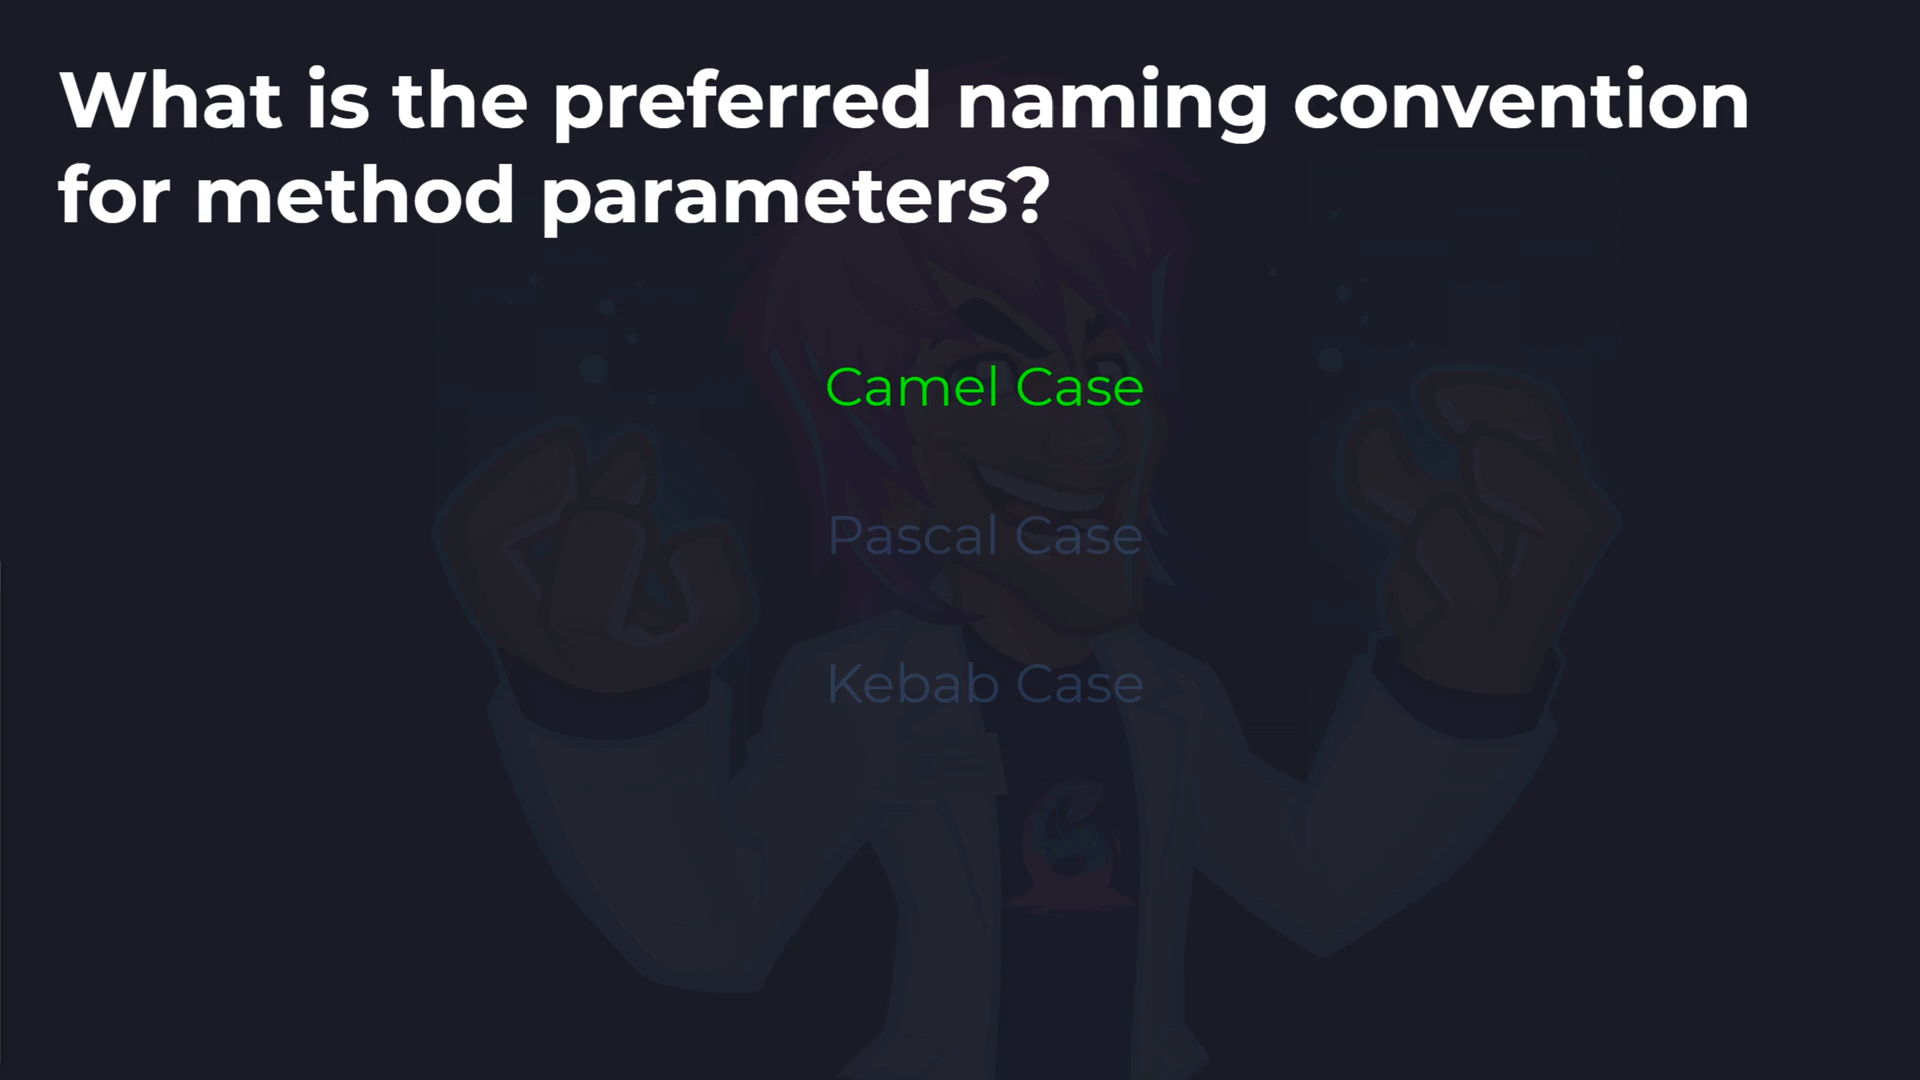 What is the preferred naming convention
for method parameters?
Camel Case
Pascal Case
Kebab Case